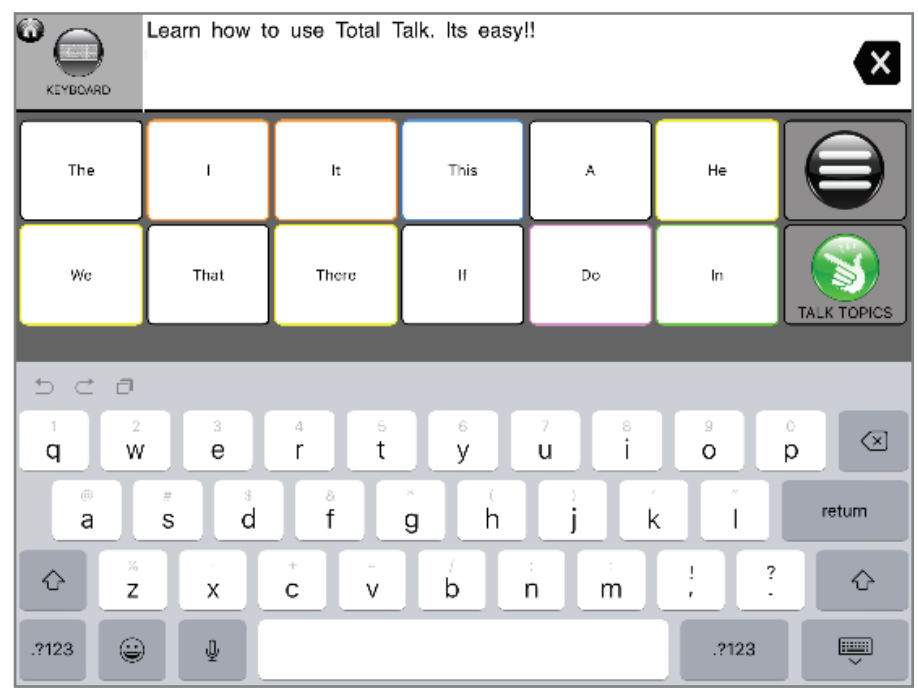 Learn how to use Total Talk. Its easy!!
KEYBOARD
The I It This A He
We That There If Do In
TALK TOPICS
1 2 3 4 5 6 7 8 9 0
q w e r t y u i o p
@ # $ & ( ) ' "
a s d f g h j k l return
% - + = / ; : ! ?
z x c v b n m , .
.?123 .?123